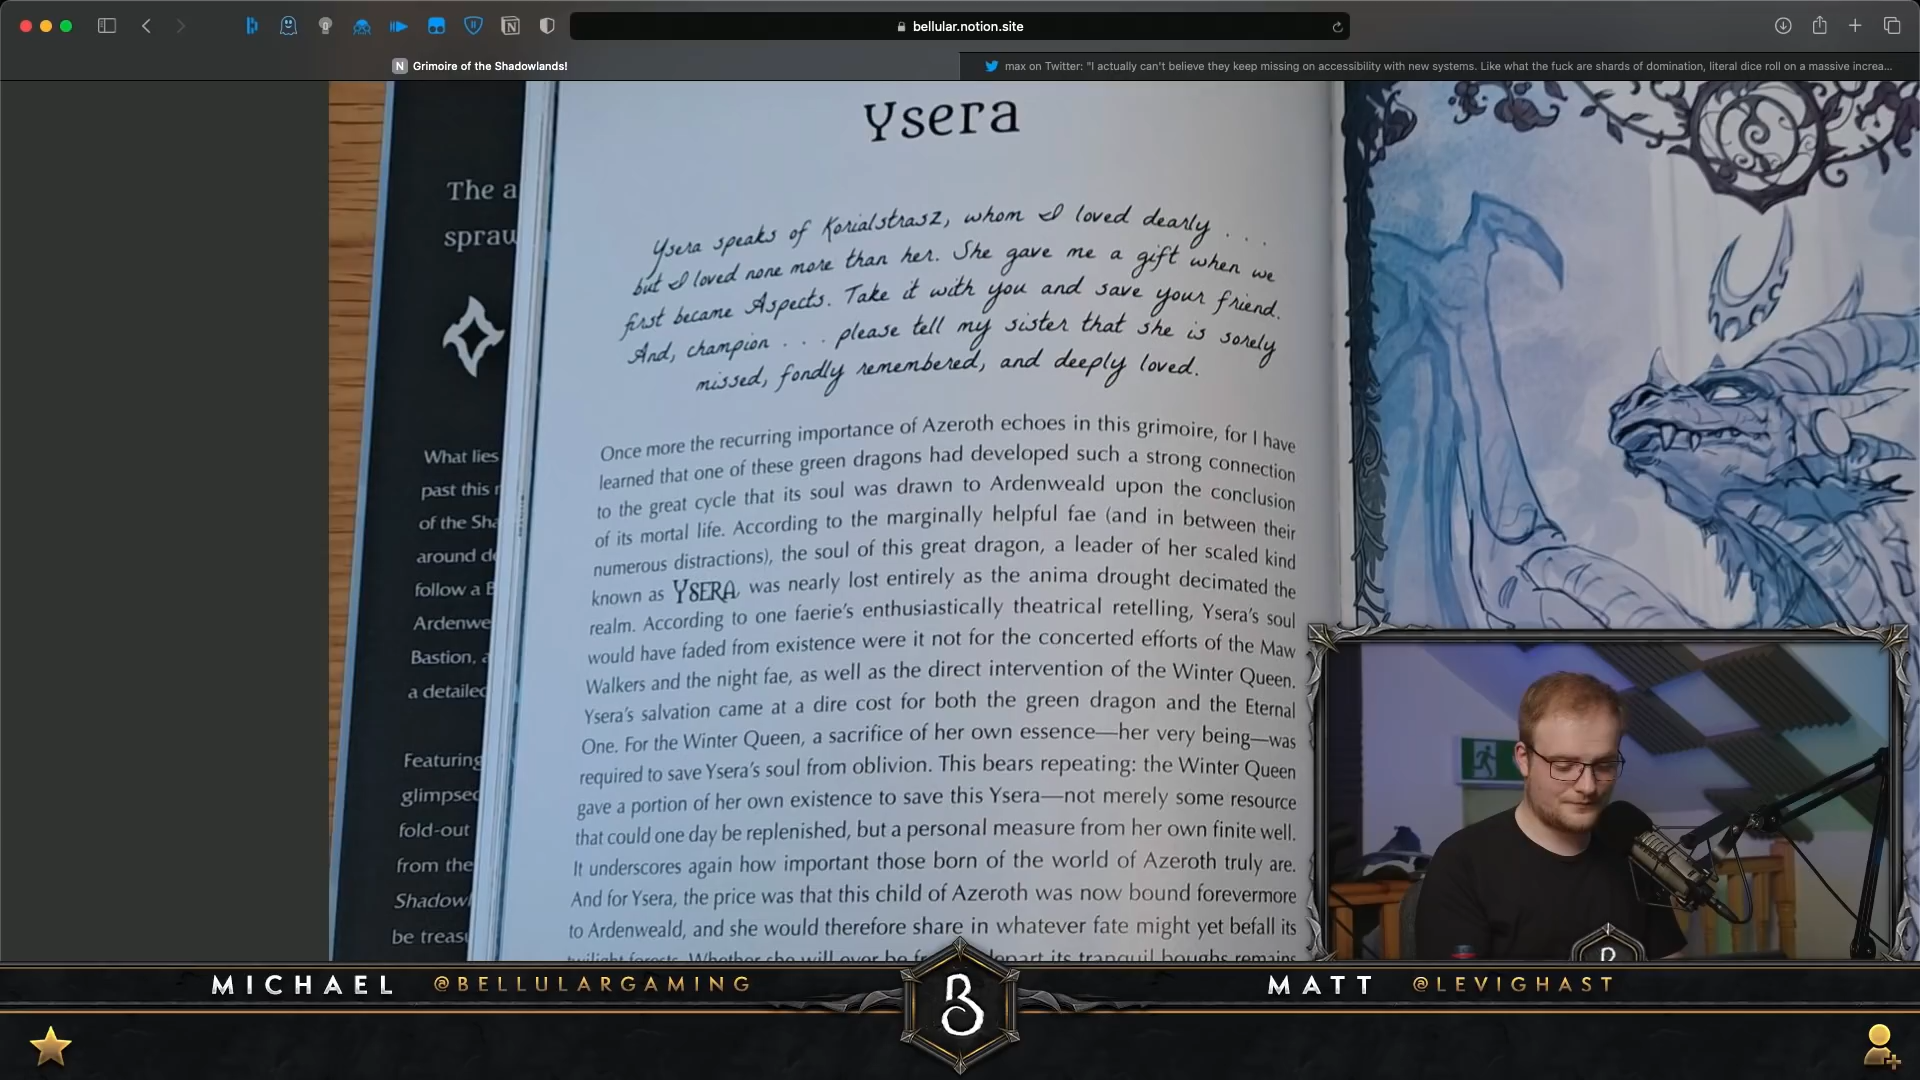 bellular.notion.site
N Grimoire of the Shadowlands!
max on Twitter: "I actually can't believe they keep missing on accessibility with new systems. Like what the fuck are shards of domination, literal dice roll on a massive increa...
The a
spraw
What lies
past this
of the Sha
around de
follow a B
Ardenwe
Bastion, a
a detailed
Featuring
glimpsed
fold-out
from the
Shadowl
be treasu
Ysera
Ysera speaks of Korialstrasz, whom I loved dearly . . .
but I loved none more than her. She gave me a gift when we
first became Aspects. Take it with you and save your friend.
And, champion . . . please tell my sister that she is sorely
missed, fondly remembered, and deeply loved.
Once more the recurring importance of Azeroth echoes in this grimoire, for I have
learned that one of these green dragons had developed such a strong connection
to the great cycle that its soul was drawn to Ardenweald upon the conclusion
of its mortal life. According to the marginally helpful fae (and in between their
numerous distractions), the soul of this great dragon, a leader of her scaled kind
known as YSERA, was nearly lost entirely as the anima drought decimated the
realm. According to one faerie's enthusiastically theatrical retelling, Ysera's soul
would have faded from existence were it not for the concerted efforts of the Maw
Walkers and the night fae, as well as the direct intervention of the Winter Queen.
Ysera's salvation came at a dire cost for both the green dragon and the Eternal
One. For the Winter Queen, a sacrifice of her own essence—her very being—was
required to save Ysera's soul from oblivion. This bears repeating: the Winter Queen
gave a portion of her own existence to save this Ysera—not merely some resource
that could one day be replenished, but a personal measure from her own finite well.
It underscores again how important those born of the world of Azeroth truly are.
And for Ysera, the price was that this child of Azeroth was now bound forevermore
to Ardenweald, and she would therefore share in whatever fate might yet befall its
twilight forests. Whether she will ever be its tranquil boughs remains
MICHAEL @BELLULARGAMING
B
MATT @LEVIGHAST